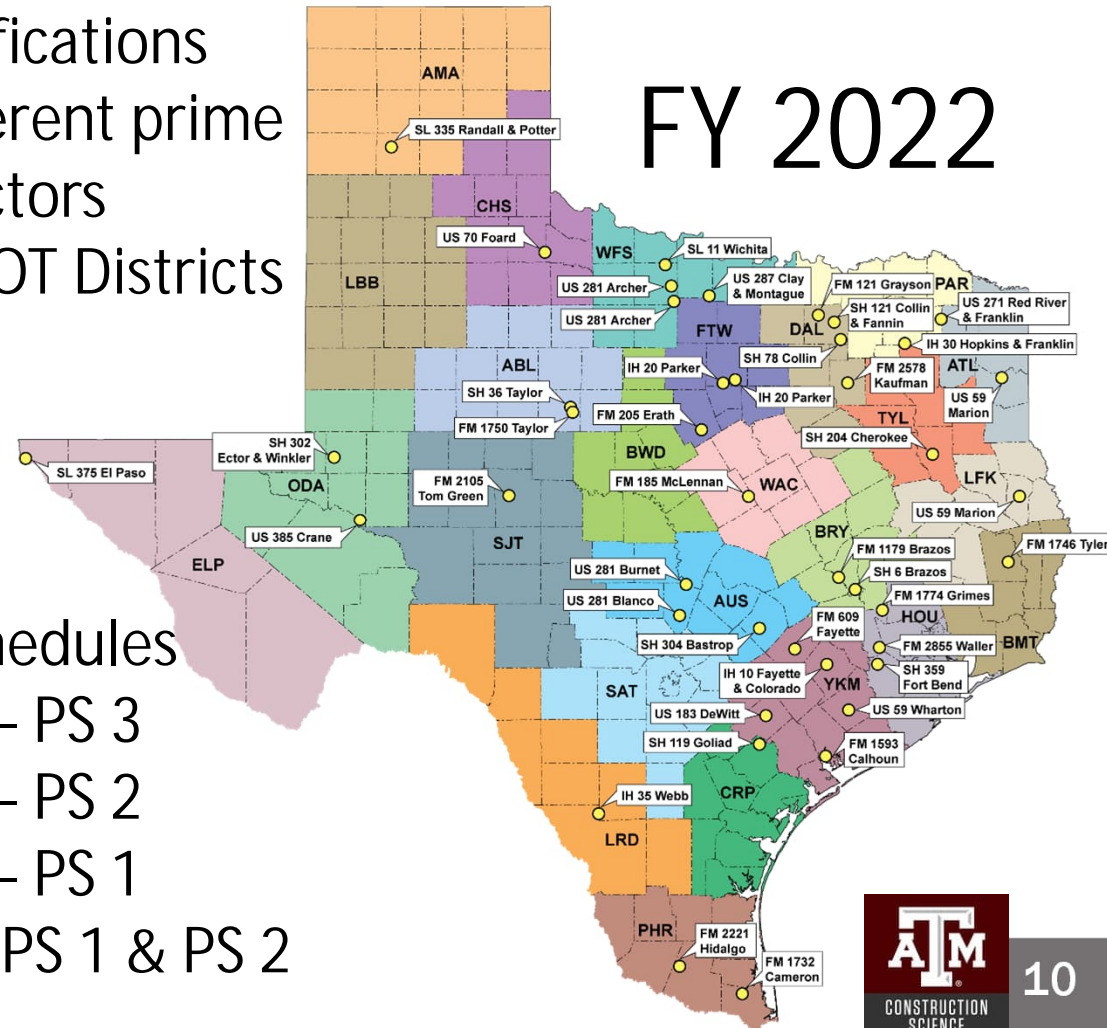 ifications
erent prime
ctors
OT Districts
FY 2022
AMA
SL 335 Randall & Potter
CHS
US 70 Foard
LBB
WFS
SL 11 Wichita
US 281 Archer
US 281 Archer
US 287 Clay
& Montague
FTW
DAL
FM 121 Grayson
SH 121 Collin
& Fannin
PAR
US 271 Red River
& Franklin
IH 30 Hopkins & Franklin
SH 78 Collin
ABL
IH 20 Parker
IH 20 Parker
FM 2578
Kaufman
ATL
US 59
Marion
SH 36 Taylor
FM 1750 Taylor
FM 205 Erath
TYL
SH 204 Cherokee
SL 375 El Paso
SH 302
Ector & Winkler
ODA
FM 2105
Tom Green
BWD
FM 185 McLennan
WAC
LFK
US 59 Marion
US 385 Crane
SJT
BRY
FM 1179 Brazos
SH 6 Brazos
FM 1746 Tyler
ELP
US 281 Burnet
US 281 Blanco
AUS
SH 304 Bastrop
FM 609
Fayette
FM 1774 Grimes
HOU
FM 2855 Waller
SH 359
Fort Bend
BMT
IH 10 Fayette
& Colorado
YKM
SAT
US 183 DeWitt
US 59 Wharton
SH 119 Goliad
FM 1593
Calhoun
CRP
IH 35 Webb
LRD
PHR
FM 2221
Hidalgo
FM 1732
Cameron
hedules
– PS 3
– PS 2
– PS 1
PS 1 & PS 2
ATM
CONSTRUCTION
SCIENCE
10